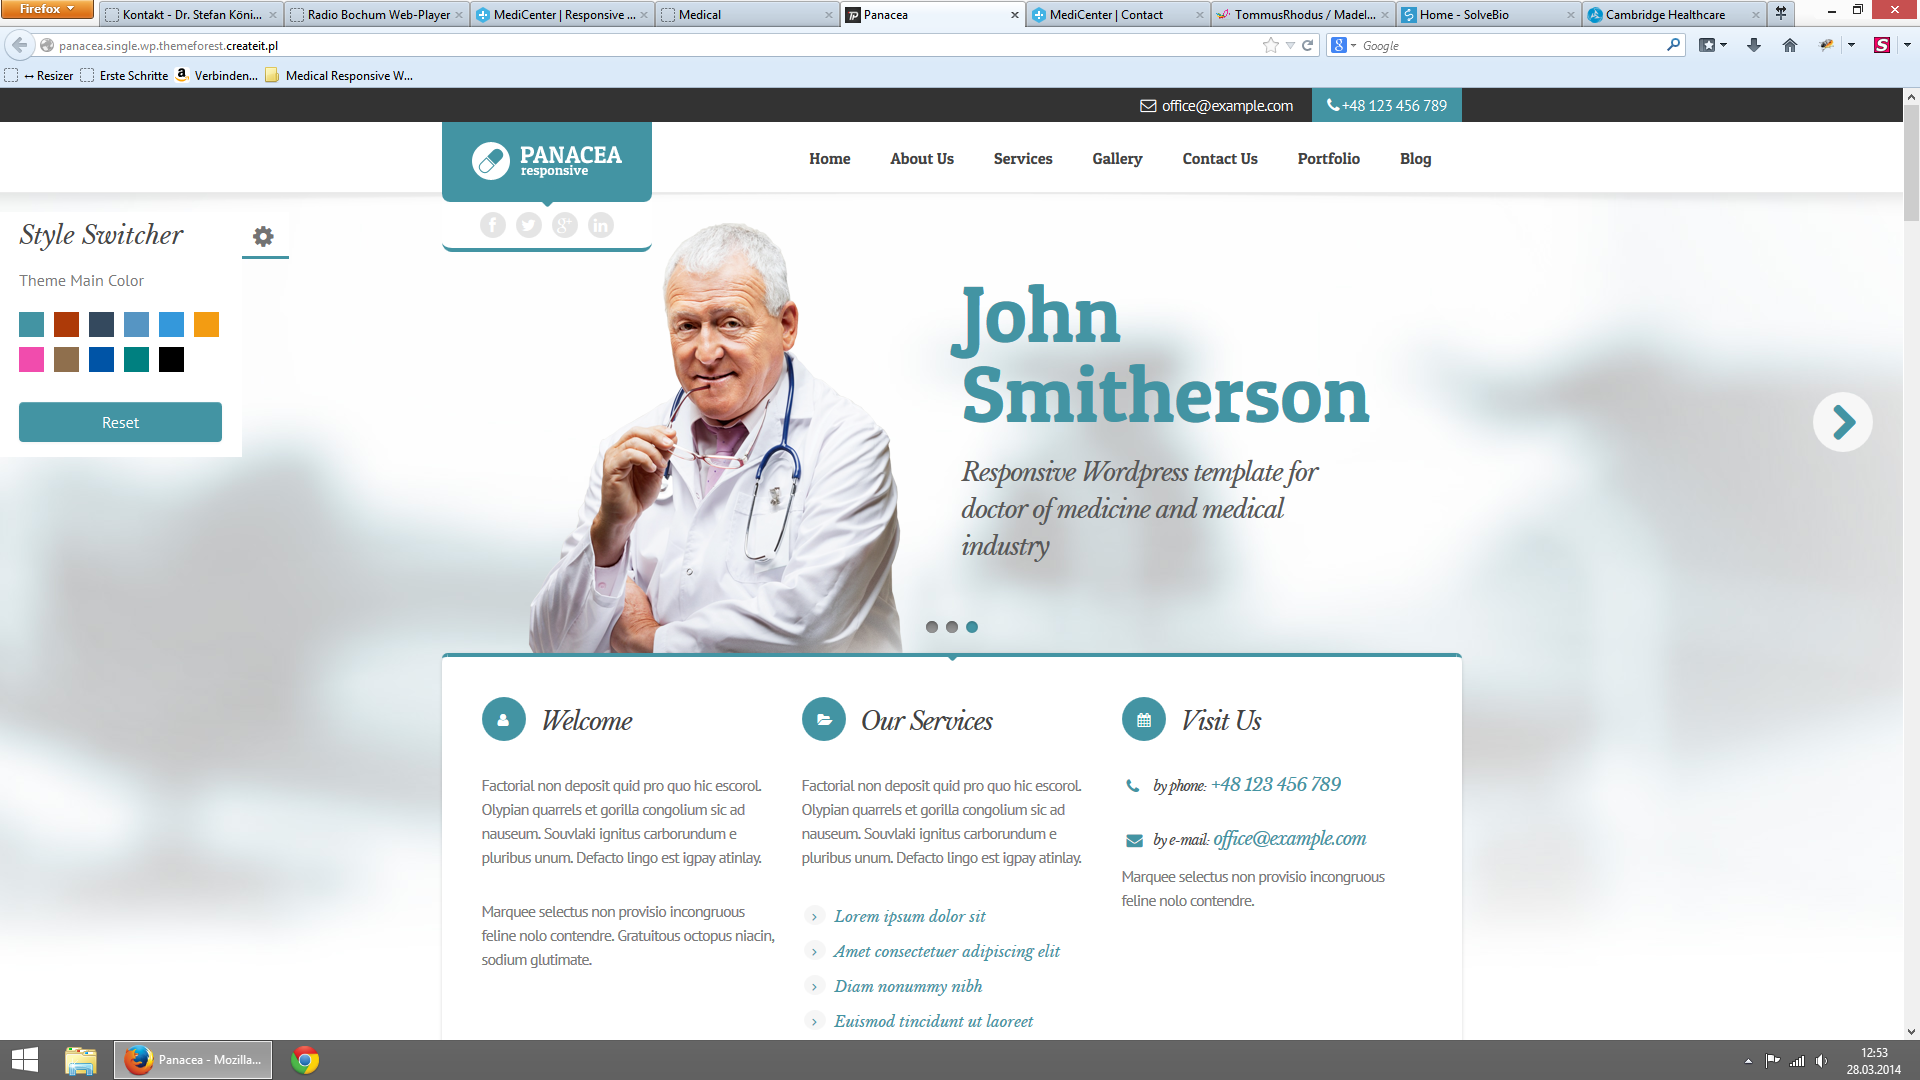 Firefox
Kontakt - Dr. Stefan Köni...
Radio Bochum Web-Player
MediCenter | Responsive ...
Medical
Panacea
MediCenter | Contact
TommusRhodus / Madel...
Home - SolveBio
Cambridge Healthcare
panacea.single.wp.themeforest.createit.pl
Google
Resizer
Erste Schritte
Verbinden...
Medical Responsive W...
office@example.com
+48 123 456 789
PANACEA
responsive
Home
About Us
Services
Gallery
Contact Us
Portfolio
Blog
Style Switcher
Theme Main Color
Reset
John
Smitherson
Responsive Wordpress template for
doctor of medicine and medical
industry
Welcome
Factorial non deposit quid pro quo hic escorol.
Olypian quarrels et gorilla congolium sic ad
nauseum. Souvlaki ignitus carborundum e
pluribus unum. Defacto lingo est igpay atinlay.
Marquee selectus non provisio incongruous
feline nolo contendre. Gratuitous octopus niacin,
sodium glutimate.
Our Services
Factorial non deposit quid pro quo hic escorol.
Olypian quarrels et gorilla congolium sic ad
nauseum. Souvlaki ignitus carborundum e
pluribus unum. Defacto lingo est igpay atinlay.
Lorem ipsum dolor sit
Amet consectetuer adipiscing elit
Diam nonummy nibh
Euismod tincidunt ut laoreet
Visit Us
by phone: +48 123 456 789
by e-mail: office@example.com
Marquee selectus non provisio incongruous
feline nolo contendre.
Panacea - Mozilla...
12:53
28.03.2014